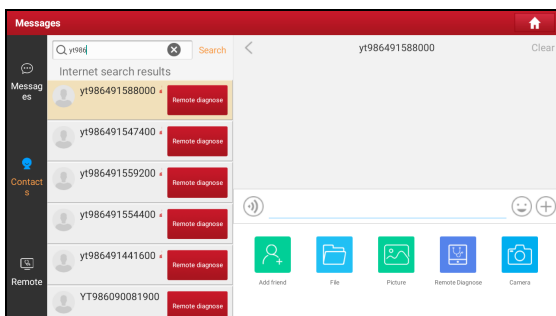 Messages
yt986
Search
yt986491588000
Clear
Internet search results
Messag
es
yt986491588000
Remote diagnose
yt986491547400
Remote diagnose
Contact
s
yt986491559200
Remote diagnose
yt986491554400
Remote diagnose
yt986491441600
Remote diagnose
Remote
YT986090081900
Remote diagnose
Add friend
File
Picture
Remote Diagnose
Camera